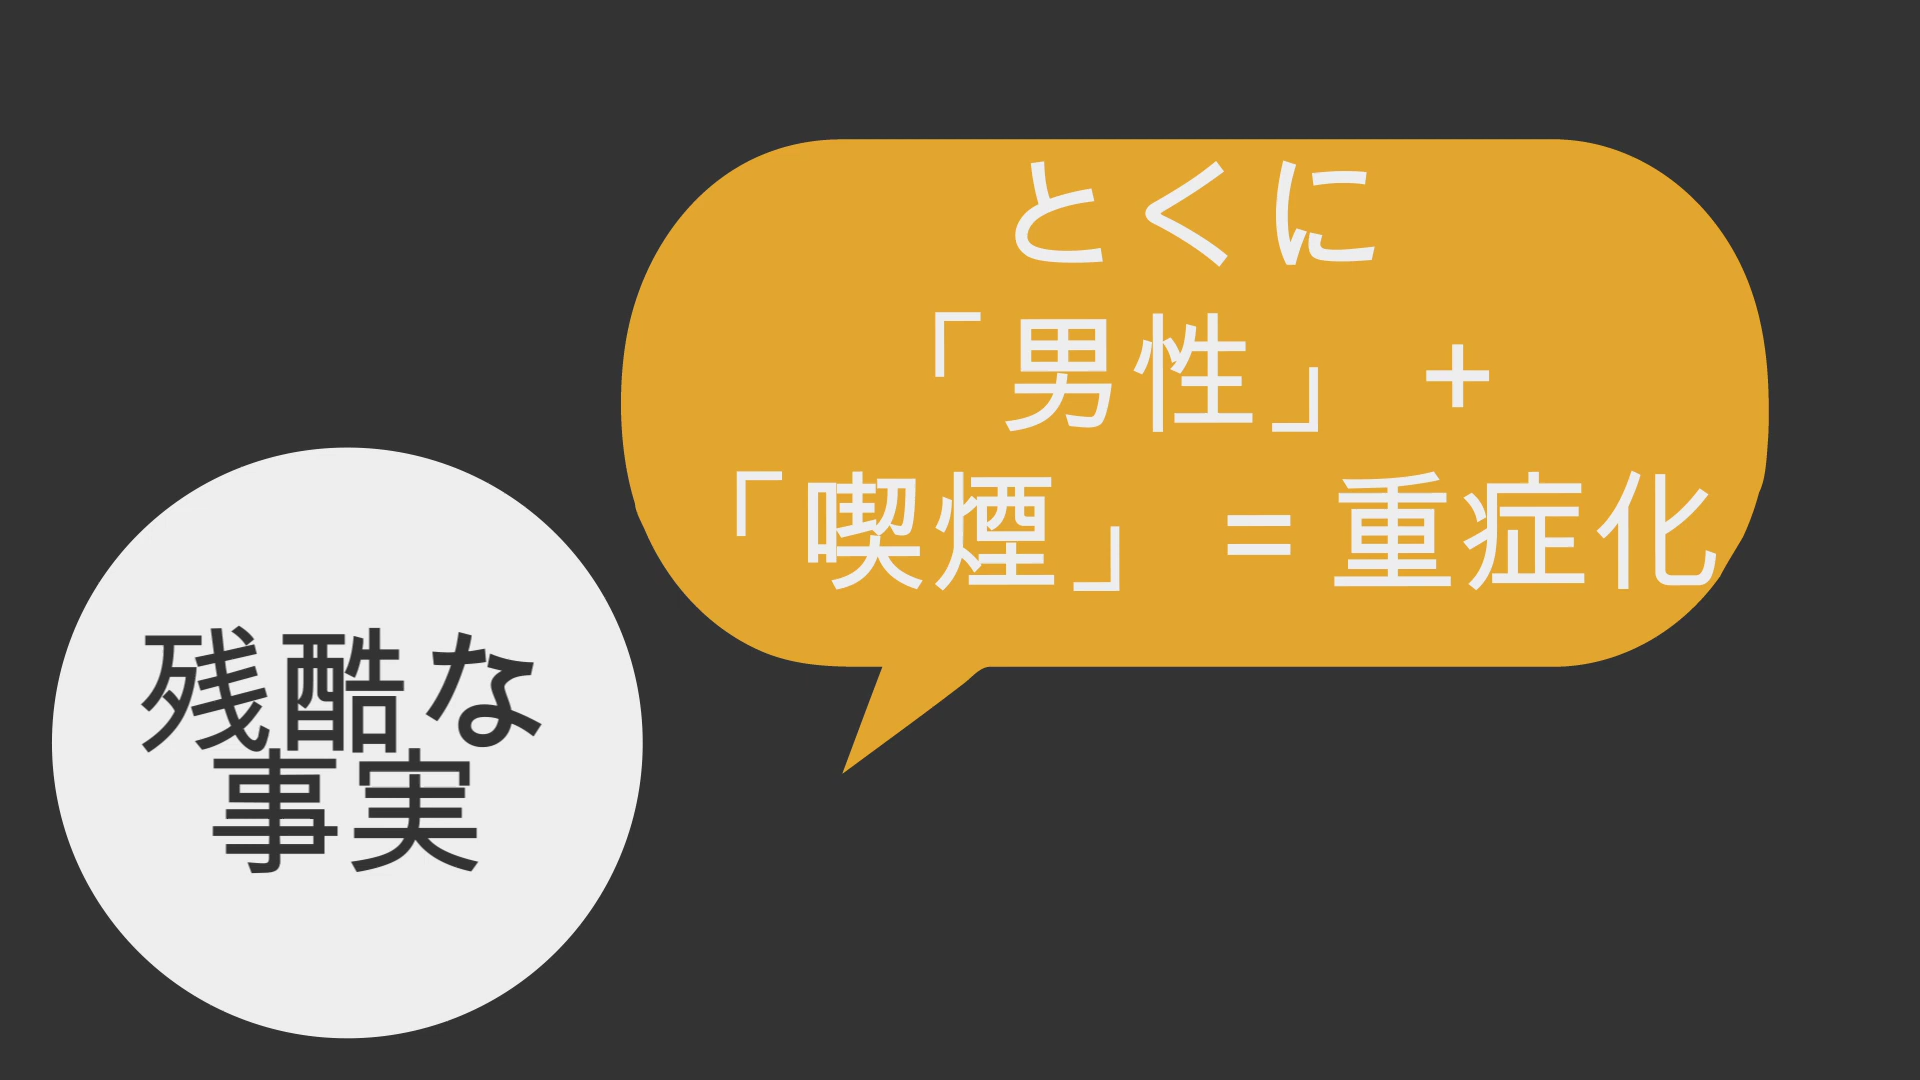 とくに
「男性」 +
「喫煙」 = 重症化
残酷な
事実